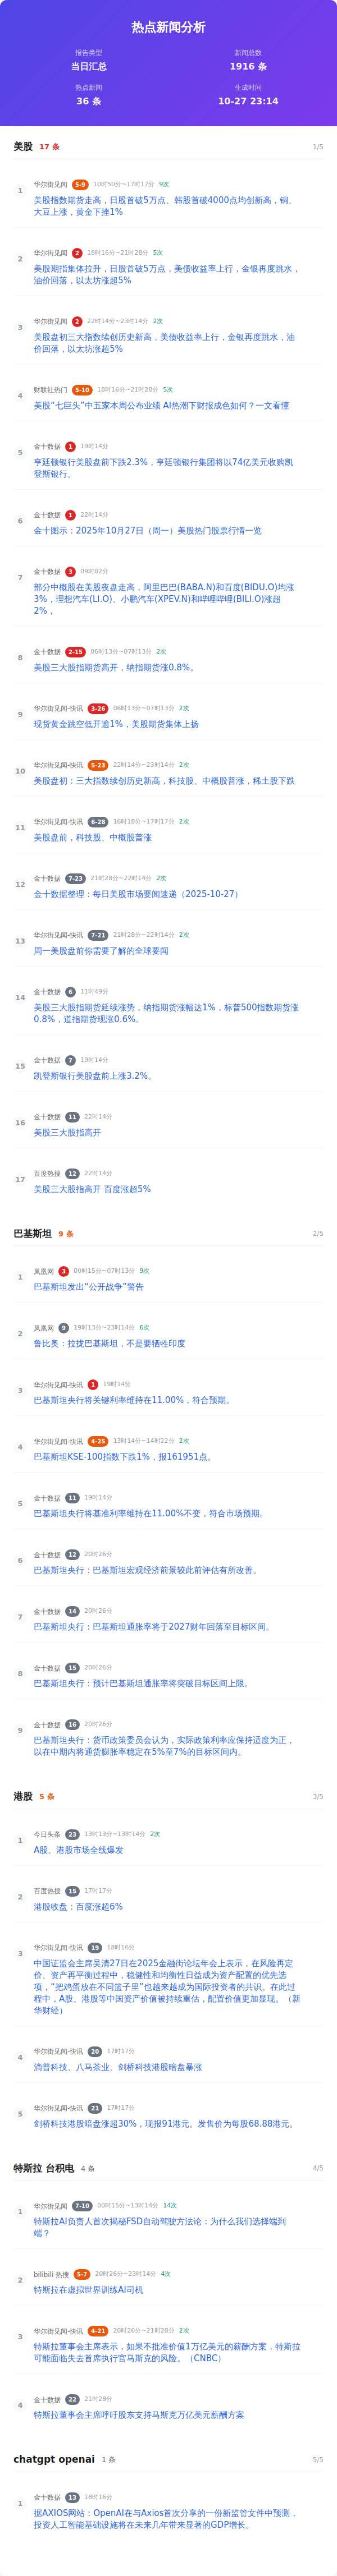 热点新闻分析
报告类型
新闻总数
当日汇总
1916 条
热点新闻
生成时间
36 条
10-27 23:14
美股 17 条 1/5
1 华尔街见闻 5-9 10时50分~17时17分 9次
美股指数期货走高，日股首破5万点、韩股首破4000点均创新高，铜、
大豆上涨，黄金下挫1%
2 华尔街见闻 2 18时16分~21时28分 5次
美股期指集体拉升，日股首破5万点，美债收益率上行，金银再度跳水，
油价回落，以太坊涨超5%
3 华尔街见闻 2 22时14分~23时14分 2次
美股盘初三大指数续创历史新高，美债收益率上行，金银再度跳水，油
价回落，以太坊涨超5%
4 财联社热门 5-10 18时16分~21时28分 5次
美股“七巨头”中五家本周公布业绩 AI热潮下财报成色如何？一文看懂
5 金十数据 1 19时14分
亨廷顿银行美股盘前下跌2.3%，亨廷顿银行集团将以74亿美元收购凯
登斯银行。
6 金十数据 1 22时14分
金十图示：2025年10月27日（周一）美股热门股票行情一览
7 金十数据 3 09时02分
部分中概股在美股夜盘走高，阿里巴巴(BABA.N)和百度(BIDU.O)均涨
3%，理想汽车(LI.O)、小鹏汽车(XPEV.N)和哔哩哔哩(BILI.O)涨超
2%，
8 金十数据 2-15 06时13分~07时13分 2次
美股三大股指期货高开，纳指期货涨0.8%。
9 华尔街见闻-快讯 3-26 06时13分~07时13分 2次
现货黄金跳空低开逾1%，美股期货集体上扬
10 华尔街见闻-快讯 5-23 22时14分~23时14分 2次
美股盘初：三大指数续创历史新高，科技股、中概股普涨，稀土股下跌
11 华尔街见闻-快讯 6-28 16时18分~17时17分 2次
美股盘前，科技股、中概股普涨
12 金十数据 7-23 21时28分~22时14分 2次
金十数据整理：每日美股市场要闻速递（2025-10-27）
13 华尔街见闻-快讯 7-21 21时28分~22时14分 2次
周一美股盘前你需要了解的全球要闻
14 金十数据 6 11时49分
美股三大股指期货延续涨势，纳指期货涨幅达1%，标普500指数期货涨
0.8%，道指期货现涨0.6%。
15 金十数据 7 19时14分
凯登斯银行美股盘前上涨3.2%。
16 金十数据 11 22时14分
美股三大股指高开
17 百度热搜 12 22时14分
美股三大股指高开 百度涨超5%
巴基斯坦 9 条 2/5
1 凤凰网 3 00时15分~07时13分 9次
巴基斯坦发出“公开战争”警告
2 凤凰网 9 19时13分~23时14分 6次
鲁比奥：拉拢巴基斯坦，不是要牺牲印度
3 华尔街见闻-快讯 1 19时14分
巴基斯坦央行将关键利率维持在11.00%，符合预期。
4 华尔街见闻-快讯 4-25 13时14分~14时22分 2次
巴基斯坦KSE-100指数下跌1%，报161951点。
5 金十数据 11 19时14分
巴基斯坦央行将基准利率维持在11.00%不变，符合市场预期。
6 金十数据 12 20时26分
巴基斯坦央行：巴基斯坦宏观经济前景较此前评估有所改善。
7 金十数据 14 20时26分
巴基斯坦央行：巴基斯坦通胀率将于2027财年回落至目标区间。
8 金十数据 15 20时26分
巴基斯坦央行：预计巴基斯坦通胀率将突破目标区间上限。
9 金十数据 16 20时26分
巴基斯坦央行：货币政策委员会认为，实际政策利率应保持适度为正，
以在中期内将通货膨胀率稳定在5%至7%的目标区间内。
港股 5 条 3/5
1 今日头条 23 13时13分~13时14分 2次
A股、港股市场全线爆发
2 百度热搜 15 17时17分
港股收盘：百度涨超6%
3 华尔街见闻-快讯 19 18时16分
中国证监会主席吴清27日在2025金融街论坛年会上表示，在风险再定
价、资产再平衡过程中，稳健性和均衡性日益成为资产配置的优先选
项，“把鸡蛋放在不同篮子里”也越来越成为国际投资者的共识。在此过
程中，A股、港股等中国资产价值被持续重估，配置价值更加显现。（新
华财经）
4 华尔街见闻-快讯 20 17时17分
滴普科技、八马茶业、剑桥科技港股暗盘暴涨
5 华尔街见闻-快讯 21 17时17分
剑桥科技港股暗盘涨超30%，现报91港元。发售价为每股68.88港元。
特斯拉 台积电 4 条 4/5
1 华尔街见闻 7-10 00时15分~13时14分 14次
特斯拉AI负责人首次揭秘FSD自动驾驶方法论：为什么我们选择端到
端？
2 bilibili 热搜 5-7 20时26分~23时14分 4次
特斯拉在虚拟世界训练AI司机
3 华尔街见闻-快讯 4-21 20时26分~21时28分 2次
特斯拉董事会主席表示，如果不批准价值1万亿美元的薪酬方案，特斯拉
可能面临失去首席执行官马斯克的风险。（CNBC）
4 金十数据 22 21时28分
特斯拉董事会主席呼吁股东支持马斯克万亿美元薪酬方案
chatgpt openai 1 条 5/5
1 金十数据 13 18时16分
据AXIOS网站：OpenAI在与Axios首次分享的一份新监管文件中预测，
投资人工智能基础设施将在未来几年带来显著的GDP增长。